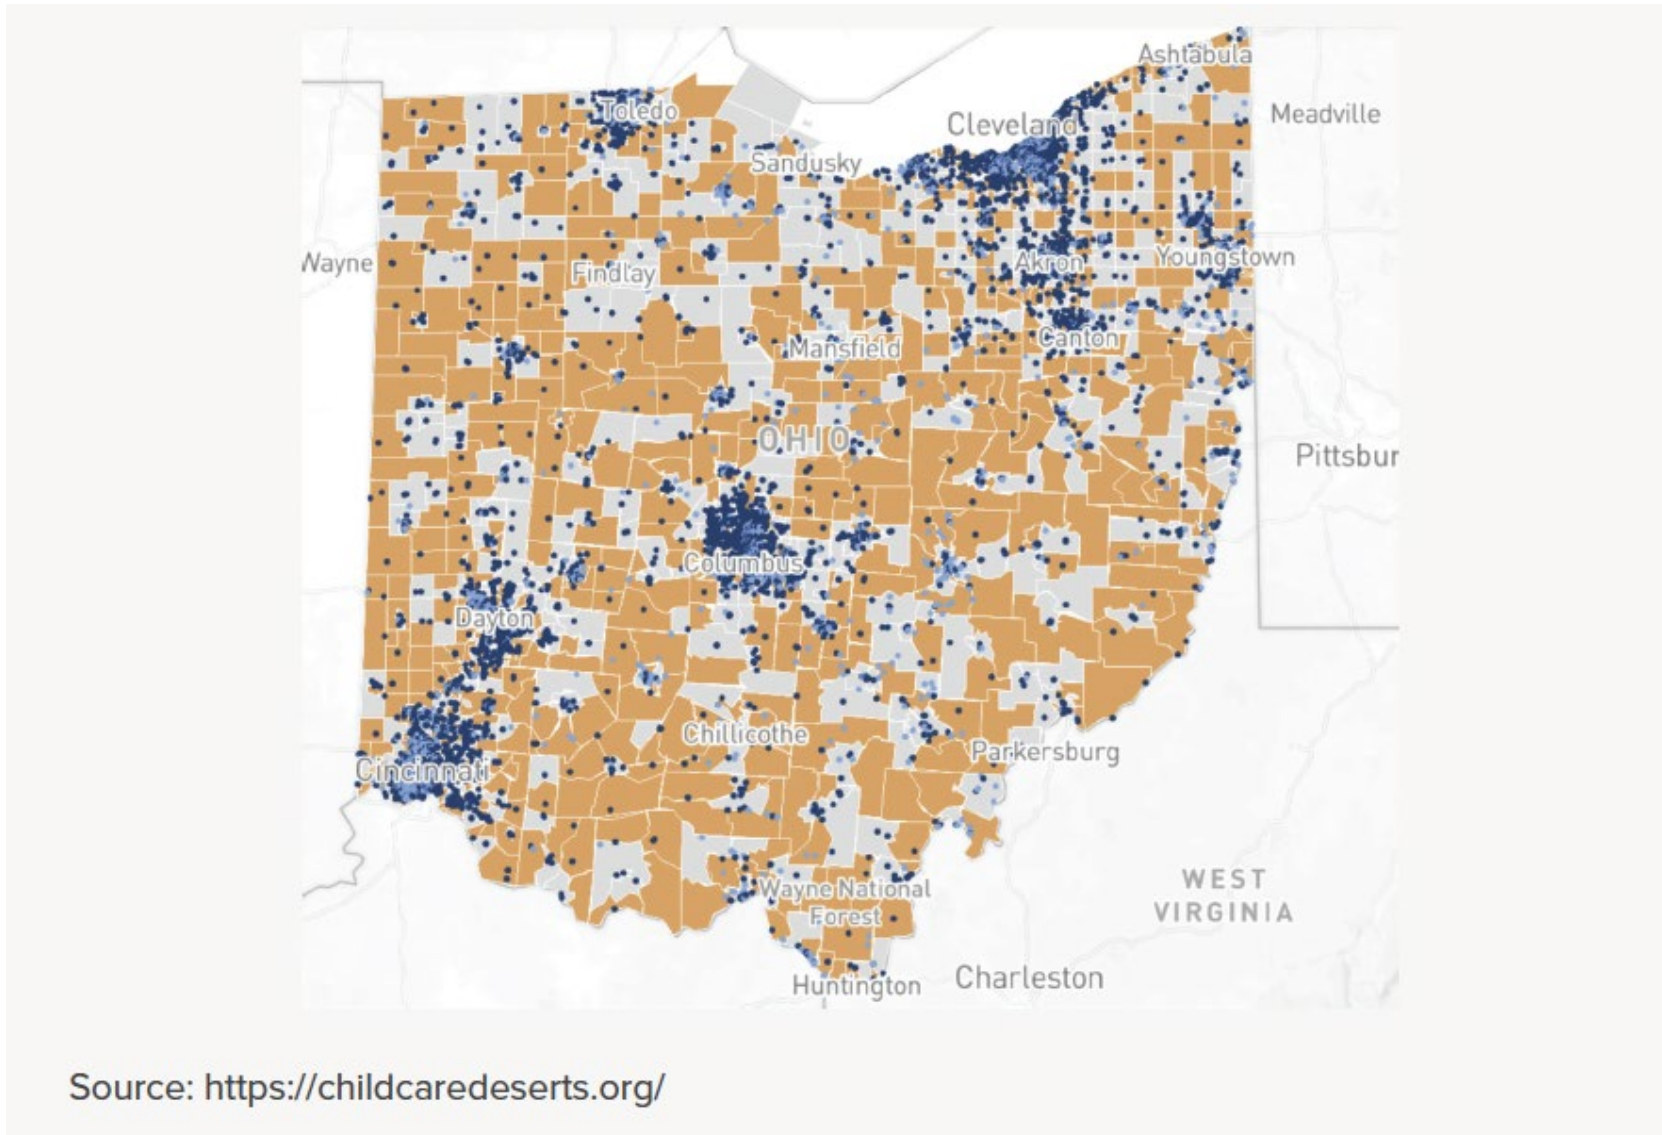 Ashtabula
Toledo
Meadville
Cleveland
Sandusky
Wayne
Findlay
Akron
Youngstown
Canton
Mansfield
OHIO
Pittsbur
Columbus
Dayton
Chillicothe
Parkersburg
Cincinnati
Wayne National
Forest
WEST
VIRGINIA
Huntington
Charleston
Source: https://childcaredeserts.org/